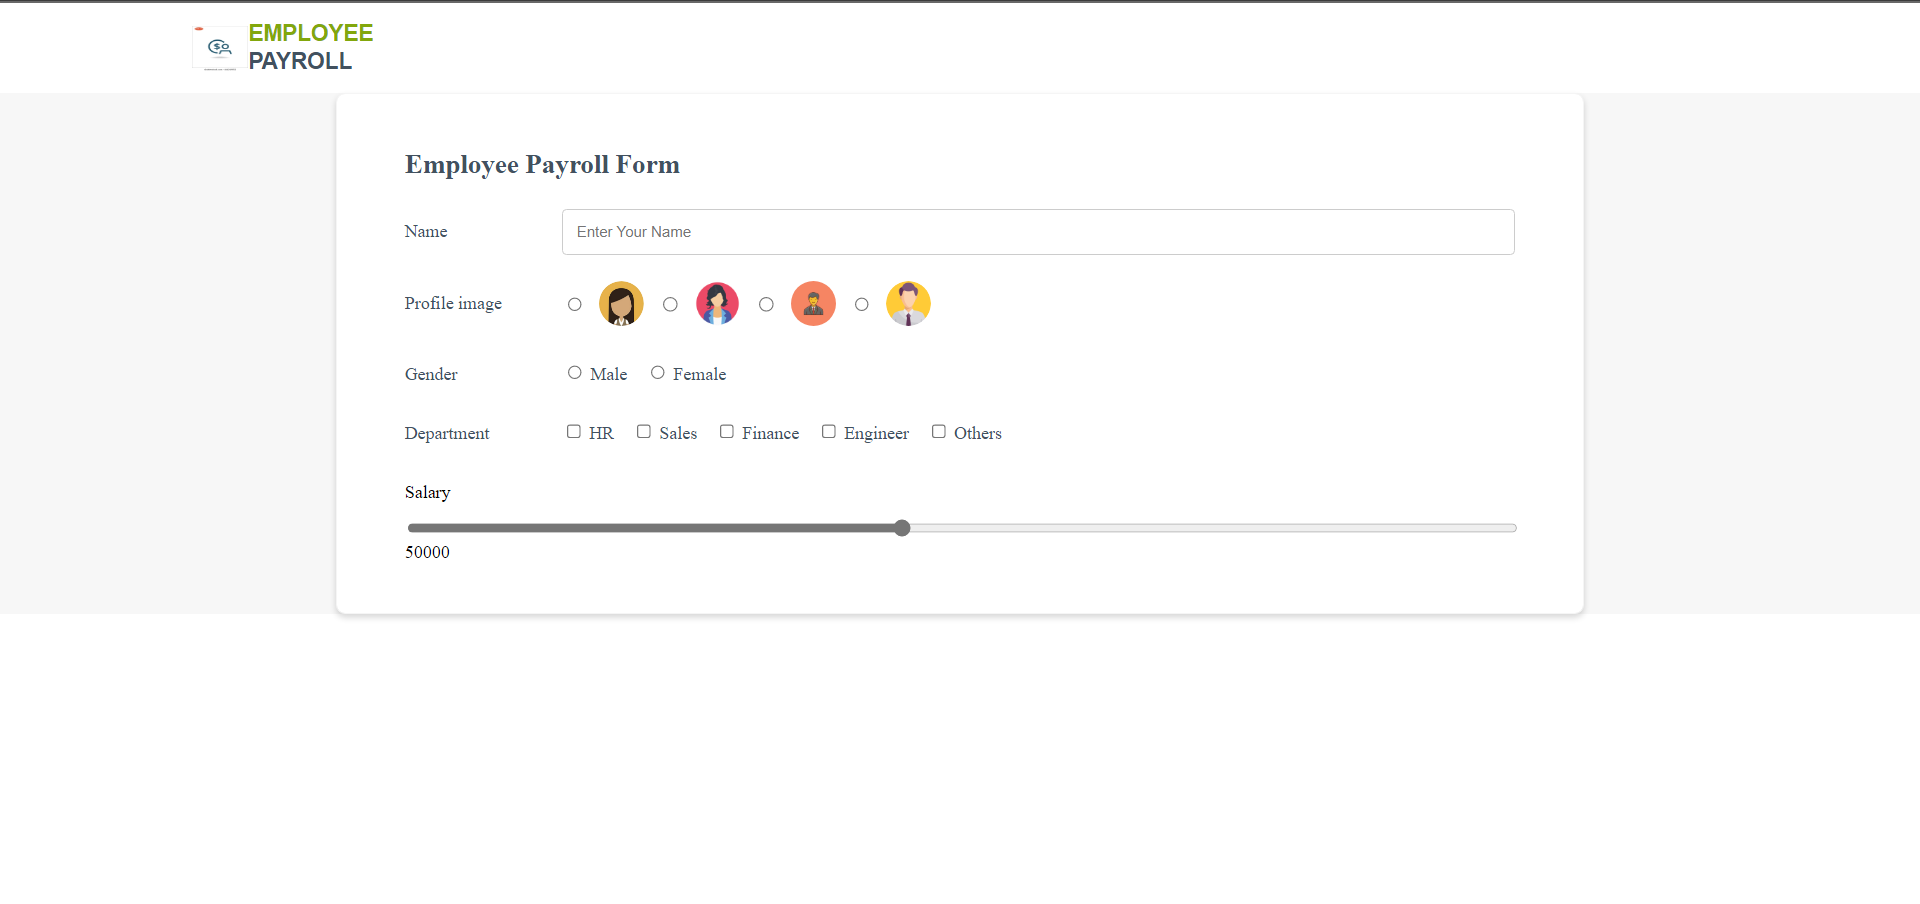 EMPLOYEE
PAYROLL
Employee Payroll Form
Name Enter Your Name
Profile image
Gender Male Female
Department HR Sales Finance Engineer Others
Salary
50000